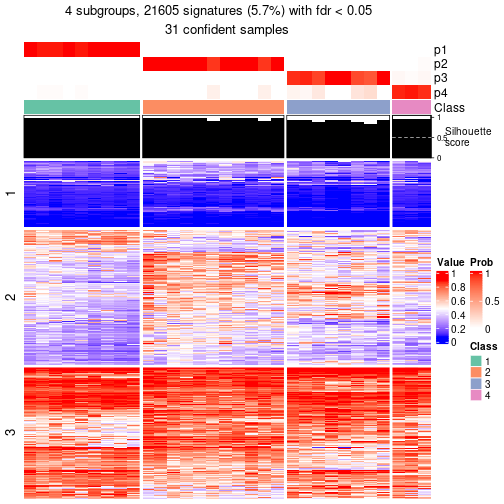 4 subgroups, 21605 signatures (5.7%) with fdr < 0.05
31 confident samples
p1
p2
p3
p4
Class
1
0.5
0
Silhouette
score
1
2
3
Value
1
0.8
0.6
0.4
0.2
0
Prob
1
0.5
0
Class
1
2
3
4